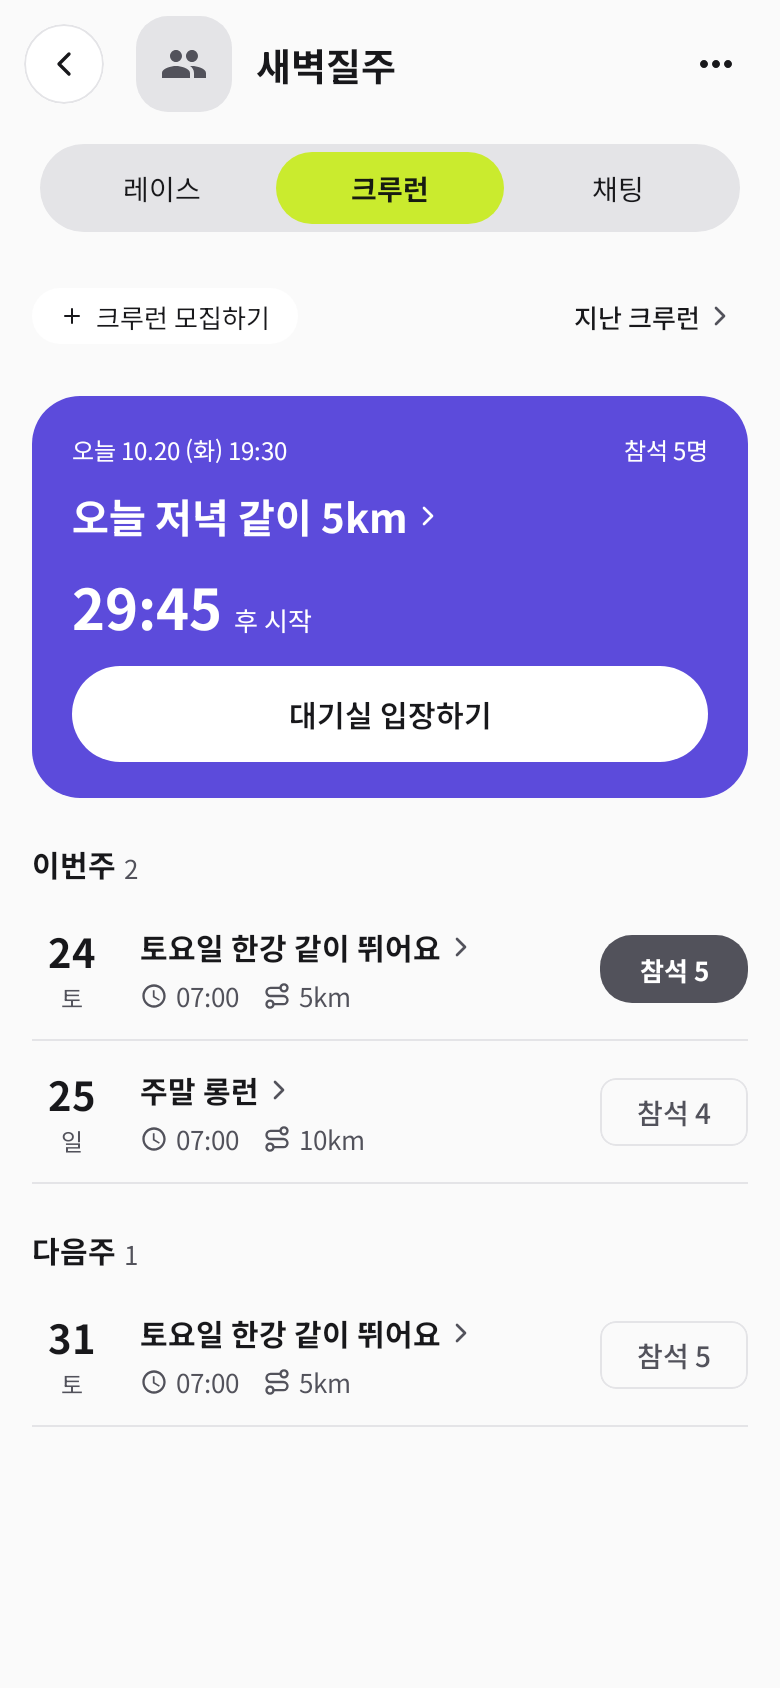 새벽질주
레이스
크루런
채팅
+ 크루런 모집하기
지난 크루런 >
오늘 10.20 (화) 19:30
참석 5명
오늘 저녁 같이 5km >
29:45 후 시작
대기실 입장하기
이번주 2
24
토
토요일 한강 같이 뛰어요 >
07:00 5km
참석 5
25
일
주말 롱런 >
07:00 10km
참석 4
다음주 1
31
토
토요일 한강 같이 뛰어요 >
07:00 5km
참석 5